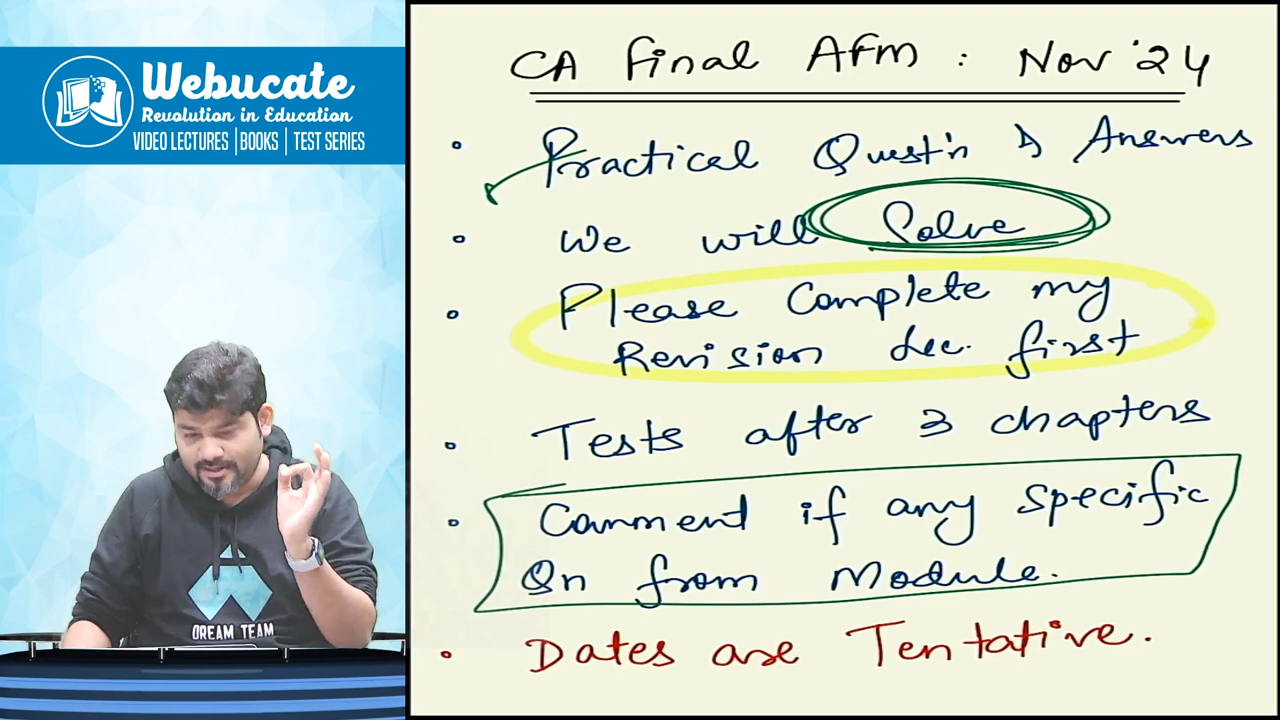 Webucate
Revolution in Education
VIDEO LECTURES | BOOKS | TEST SERIES
CA Final AFM : Nov '24
• Practical Quest'n & Answers
• We will Solve
• Please Complete my
Revision Lec. first
• Tests after 3 chapters
• Comment if any specific
Qn from Module.
• Dates are Tentative.
DREAM TEAM